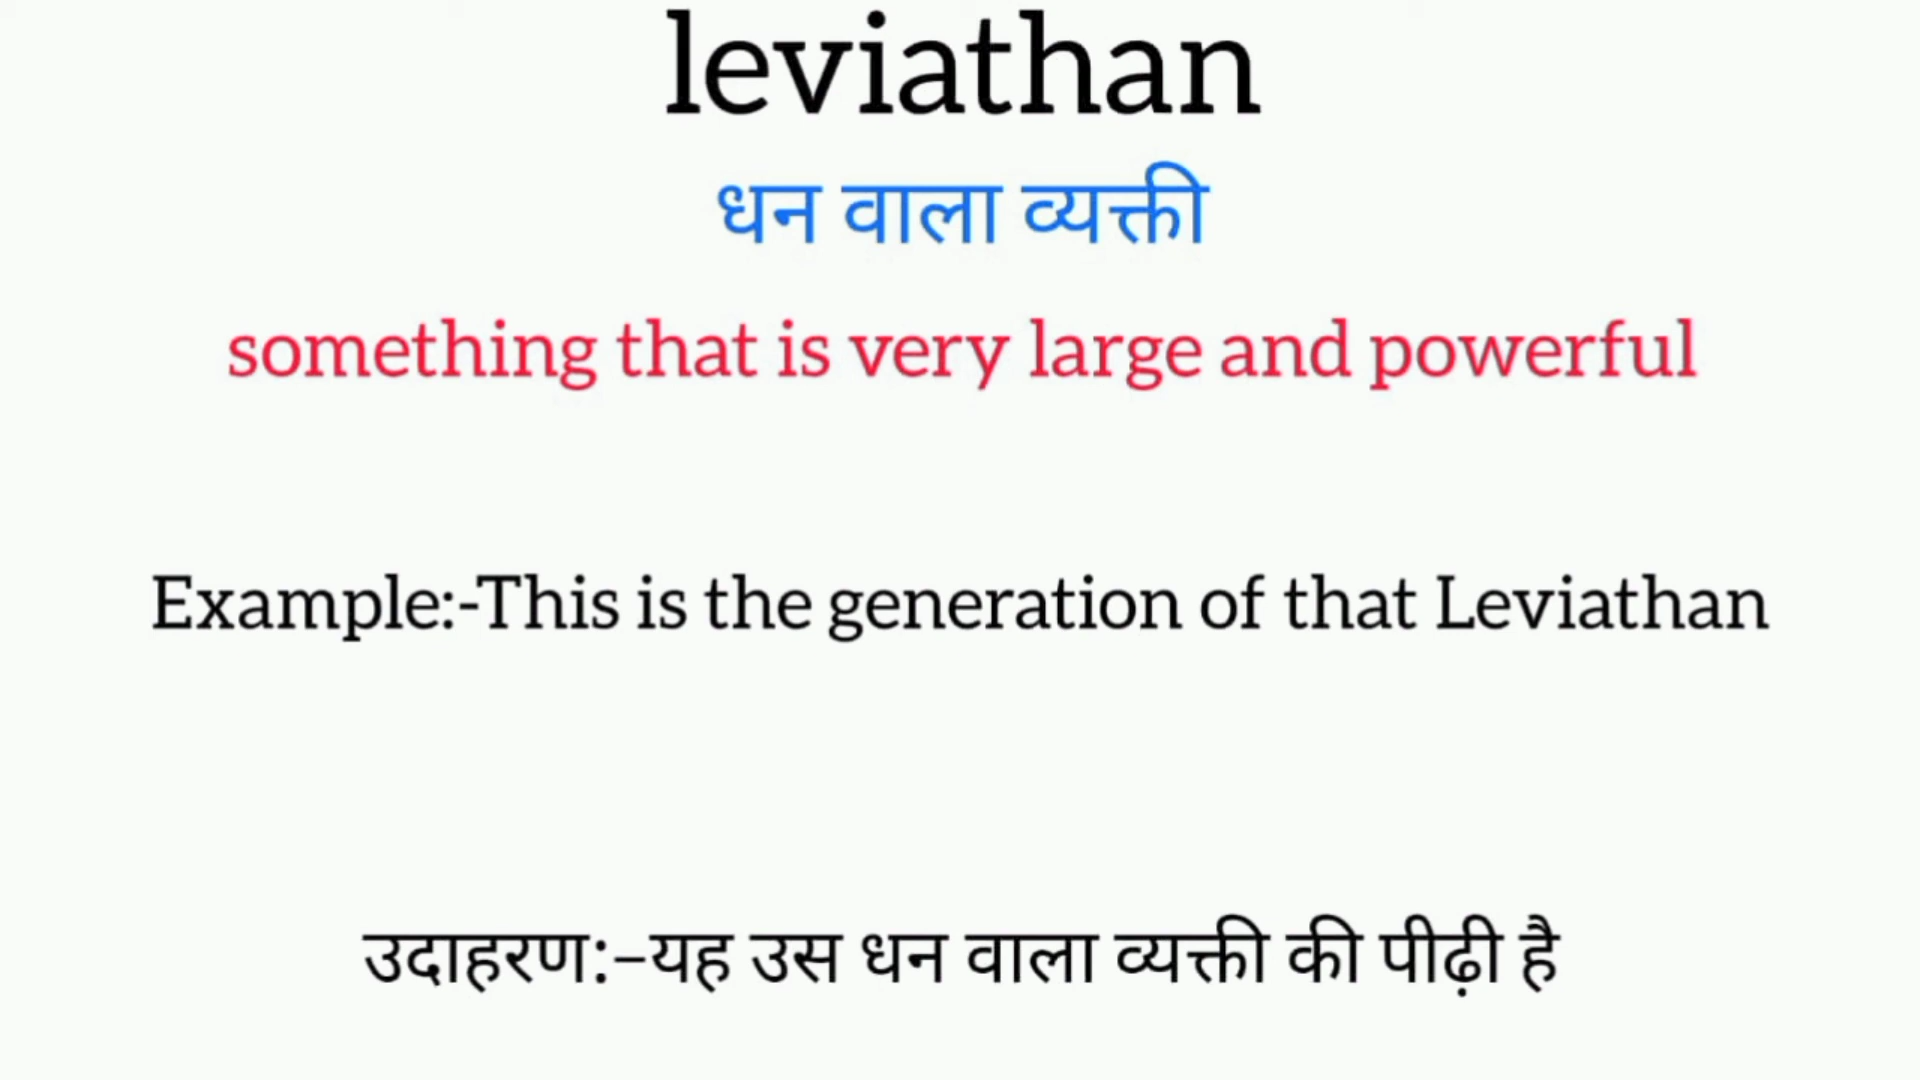 leviathan
धन वाला व्यक्ती
something that is very large and powerful
Example:-This is the generation of that Leviathan
उदाहरण:–यह उस धन वाला व्यक्ती की पीढ़ी है